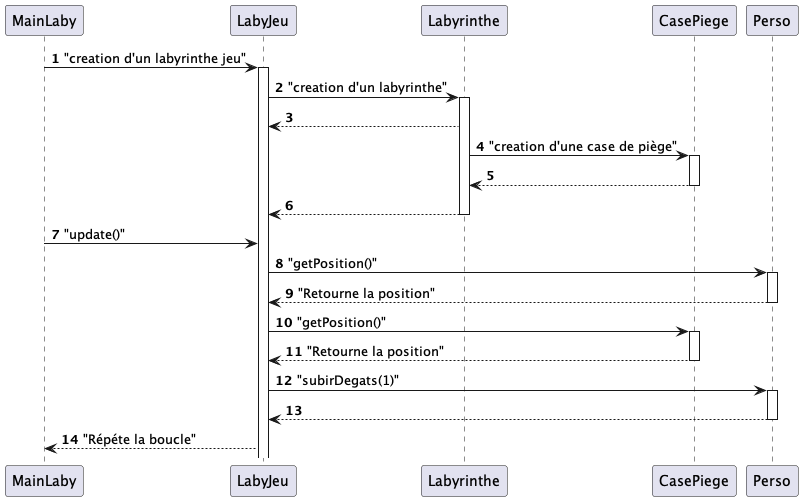 MainLaby LabyJeu Labyrinthe CasePiege Perso
1 "creation d'un labyrinthe jeu"
2 "creation d'un labyrinthe"
3
4 "creation d'une case de piège"
5
6
7 "update()"
8 "getPosition()"
9 "Retourne la position"
10 "getPosition()"
11 "Retourne la position"
12 "subirDegats(1)"
13
14 "Répéte la boucle"
MainLaby LabyJeu Labyrinthe CasePiege Perso